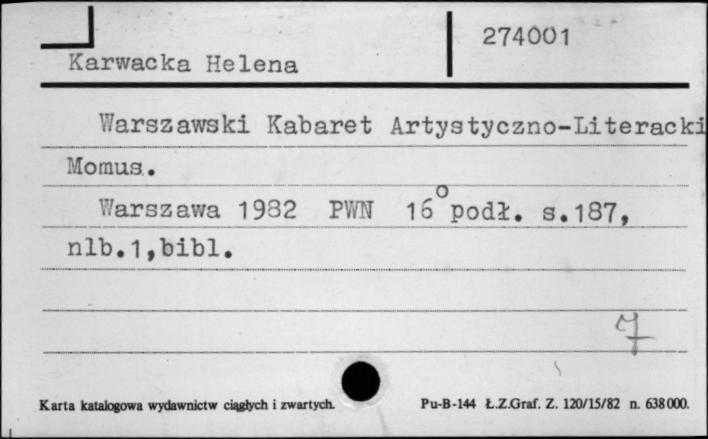 274001
Karwacka Helena
Warszawski Kabaret Artystyczno-Literacki
Momus.
Warszawa 1982 PWN 16° podł. s.187,
nlb.1,bibl.
7
Karta katalogowa wydawnictw ciągłych i zwartych.
Pu-B-144 Ł.Z.Graf. Z. 120/15/82 n. 638000.